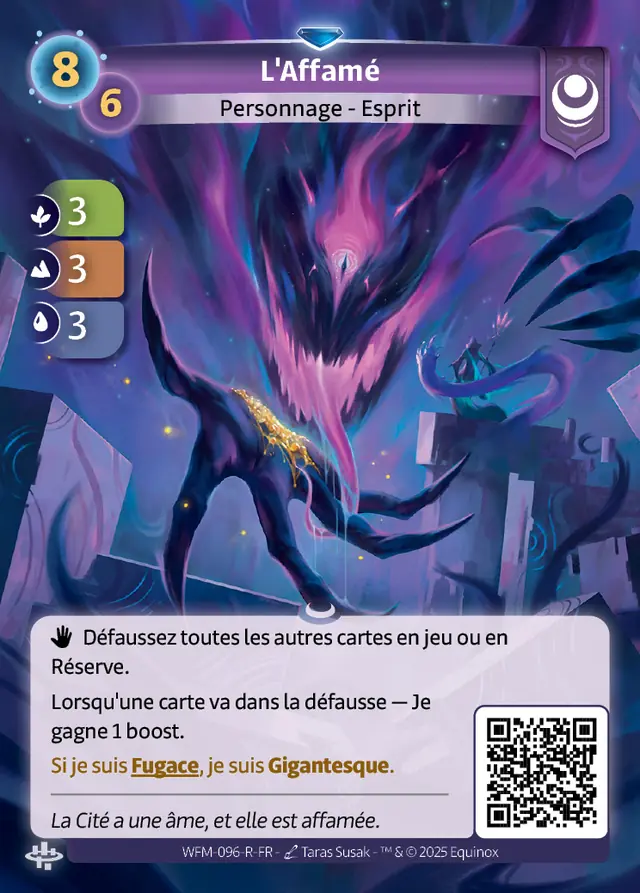 8
L'Affamé
6
Personnage - Esprit
3
3
3
Défaussez toutes les autres cartes en jeu ou en
Réserve.
Lorsqu'une carte va dans la défausse — Je
gagne 1 boost.
Si je suis Fugace, je suis Gigantesque.
La Cité a une âme, et elle est affamée.
WFM-096-R-FR - Taras Susak - ™ & © 2025 Equinox